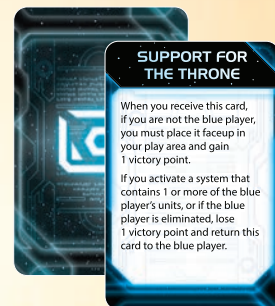 SUPPORT FOR
THE THRONE
When you receive this card,
if you are not the blue player,
you must place it faceup in
your play area and gain
1 victory point.
If you activate a system that
contains 1 or more of the blue
player's units, or if the blue
player is eliminated, lose
1 victory point and return this
card to the blue player.